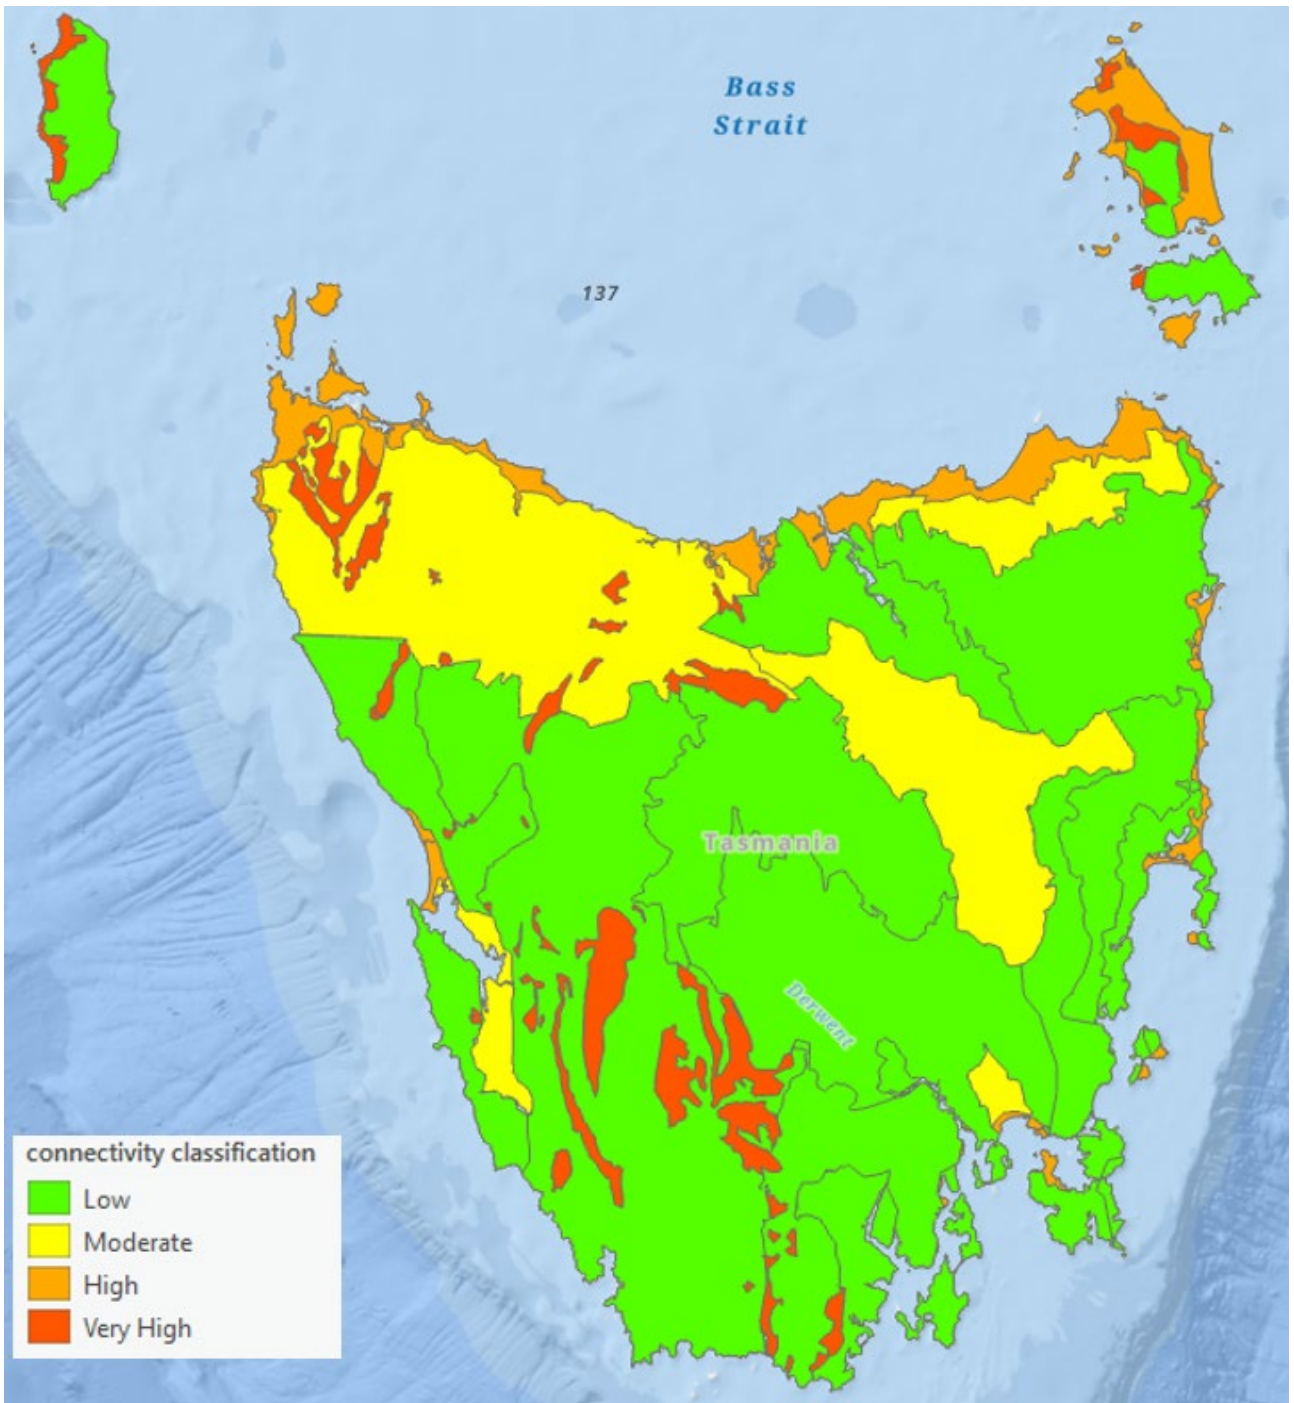 Bass
Strait
137
Tasmania
Derwent
connectivity classification
Low
Moderate
High
Very High